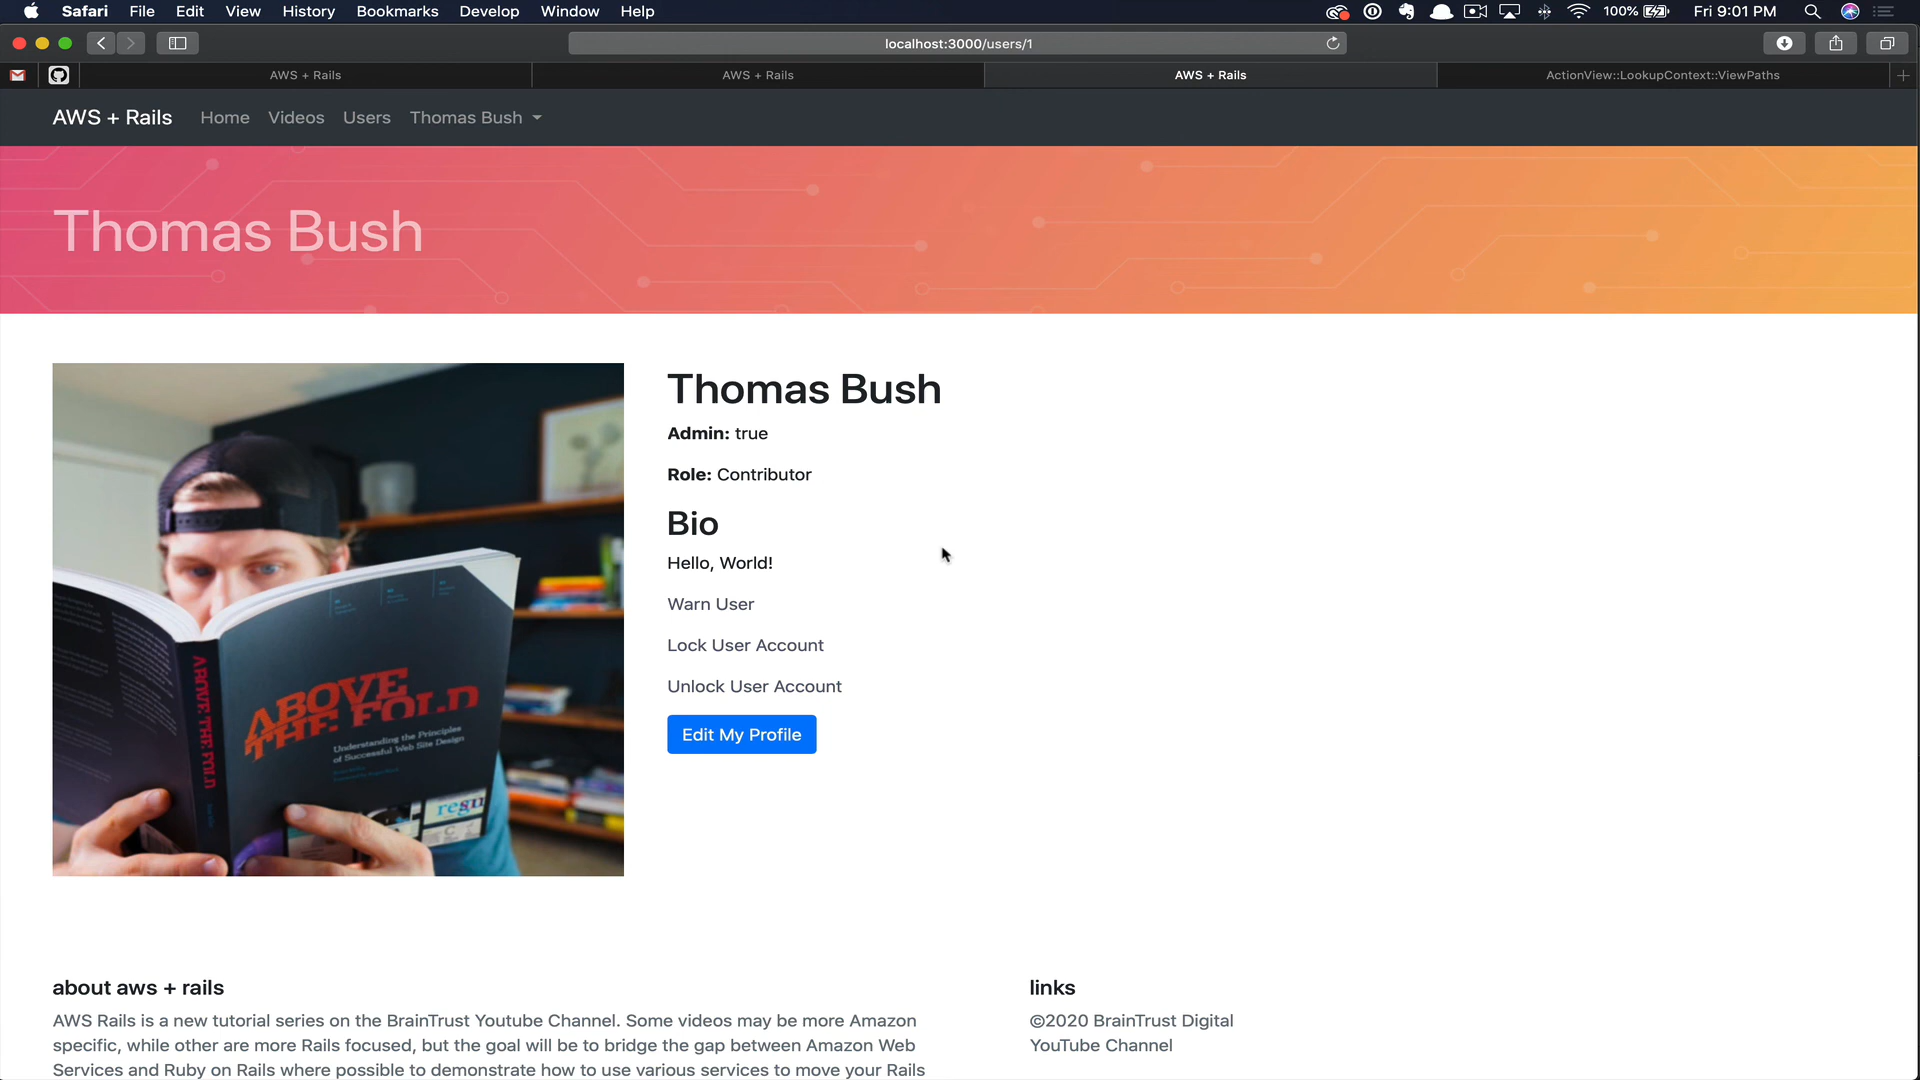 Safari File Edit View History Bookmarks Develop Window Help 100% Fri 9:01 PM
localhost:3000/users/1
AWS + Rails AWS + Rails AWS + Rails ActionView::LookupContext::ViewPaths
AWS + Rails Home Videos Users Thomas Bush
Thomas Bush
Thomas Bush
Admin: true
Role: Contributor
Bio
Hello, World!
Warn User
Lock User Account
Unlock User Account
Edit My Profile
ABOVE THE FOLD
ABOVE
THE FOLD
Understanding the Principles
of Successful Web Site Design
about aws + rails
AWS Rails is a new tutorial series on the BrainTrust Youtube Channel. Some videos may be more Amazon
specific, while other are more Rails focused, but the goal will be to bridge the gap between Amazon Web
Services and Ruby on Rails where possible to demonstrate how to use various services to move your Rails
links
©2020 BrainTrust Digital
YouTube Channel